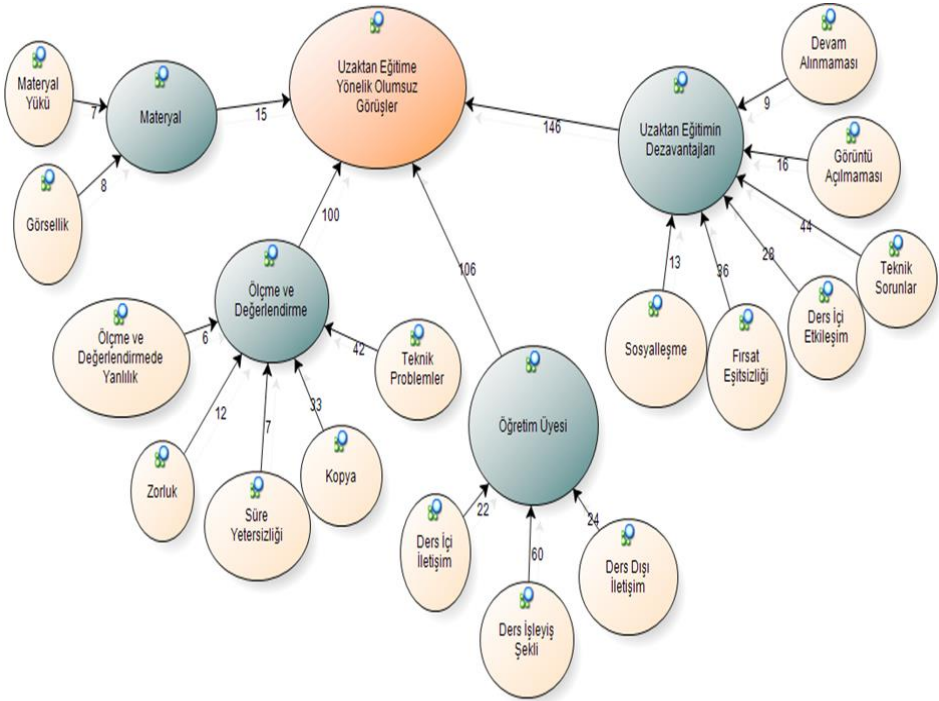 Uzaktan Eğitime
Yönelik Olumsuz
Görüşler
Materyal
Yükü
7
Materyal
15
Görsellik
8
Devam
Alınmaması
9
Uzaktan Eğitimin
Dezavantajları
146
Görüntü
Açılmaması
16
Teknik
Sorunlar
44
Ders İçi
Etkileşim
28
Fırsat
Eşitsizliği
36
Sosyalleşme
13
100
Ölçme ve
Değerlendirme
Ölçme ve
Değerlendirmede
Yanlılık
6
Zorluk
12
Süre
Yetersizliği
7
Kopya
33
Teknik
Problemler
42
106
Öğretim Üyesi
Ders İçi
İletişim
22
Ders İşleyiş
Şekli
60
Ders Dışı
İletişim
24